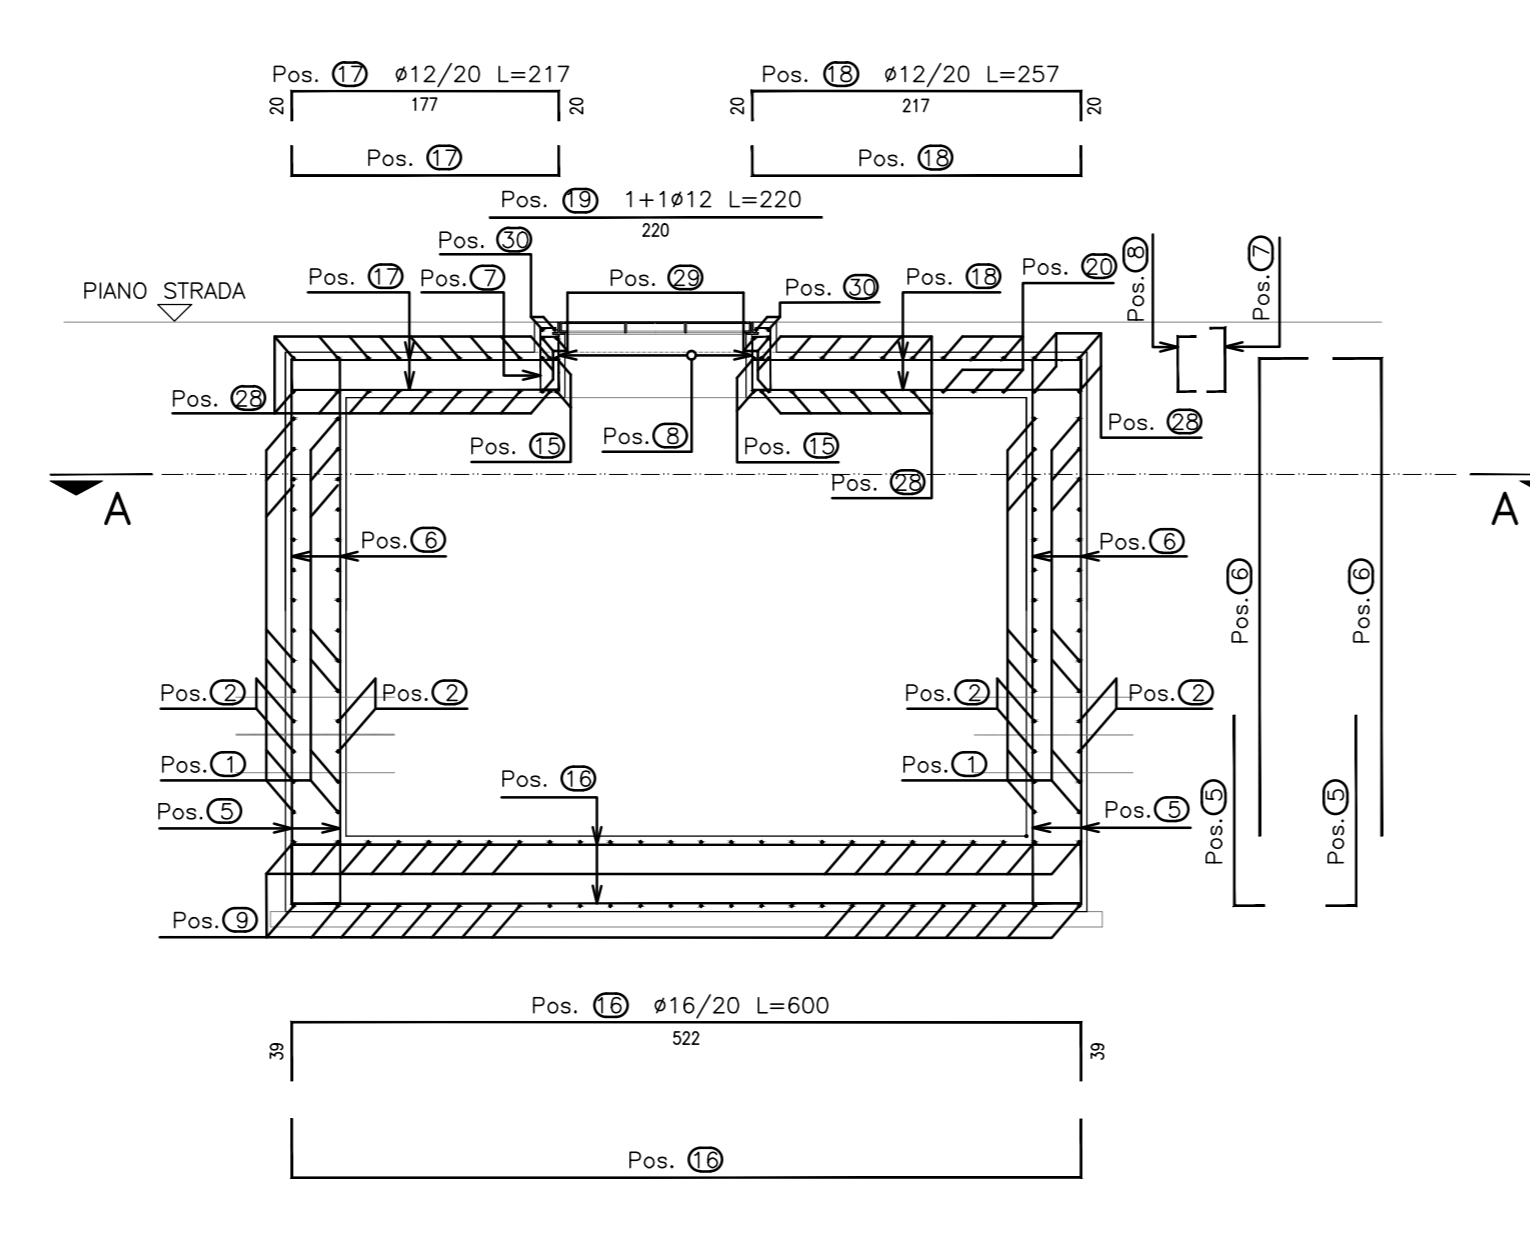 Pos. 17 ø12/20 L=217
Pos. 18 ø12/20 L=257
20 177 20
20 217 20
Pos. 17
Pos. 18
Pos. 19 1+1ø12 L=220
220
Pos. 30
Pos. 17
Pos. 7
Pos. 29
Pos. 30
Pos. 18
Pos. 20
Pos. 8
Pos. 7
PIANO STRADA
Pos. 28
Pos. 15
Pos. 8
Pos. 15
Pos. 28
Pos. 28
A
A
Pos. 6
Pos. 6
Pos. 6
Pos. 6
Pos. 2
Pos. 2
Pos. 2
Pos. 2
Pos. 1
Pos. 1
Pos. 16
Pos. 5
Pos. 5
Pos. 5
Pos. 5
Pos. 9
Pos. 16 ø16/20 L=600
39 522 39
Pos. 16